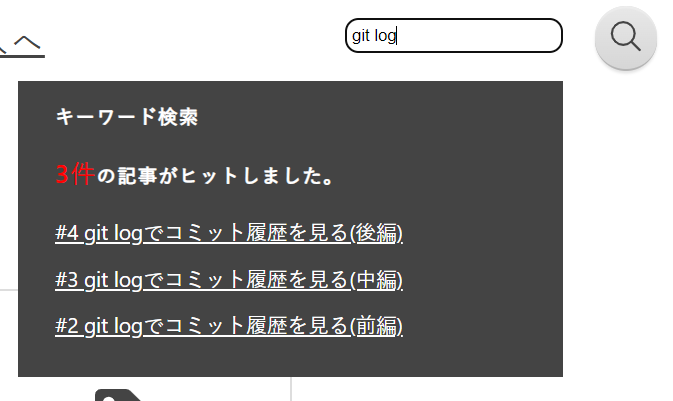 へ
git log
キーワード検索
3件の記事がヒットしました。
#4 git logでコミット履歴を見る(後編)
#3 git logでコミット履歴を見る(中編)
#2 git logでコミット履歴を見る(前編)